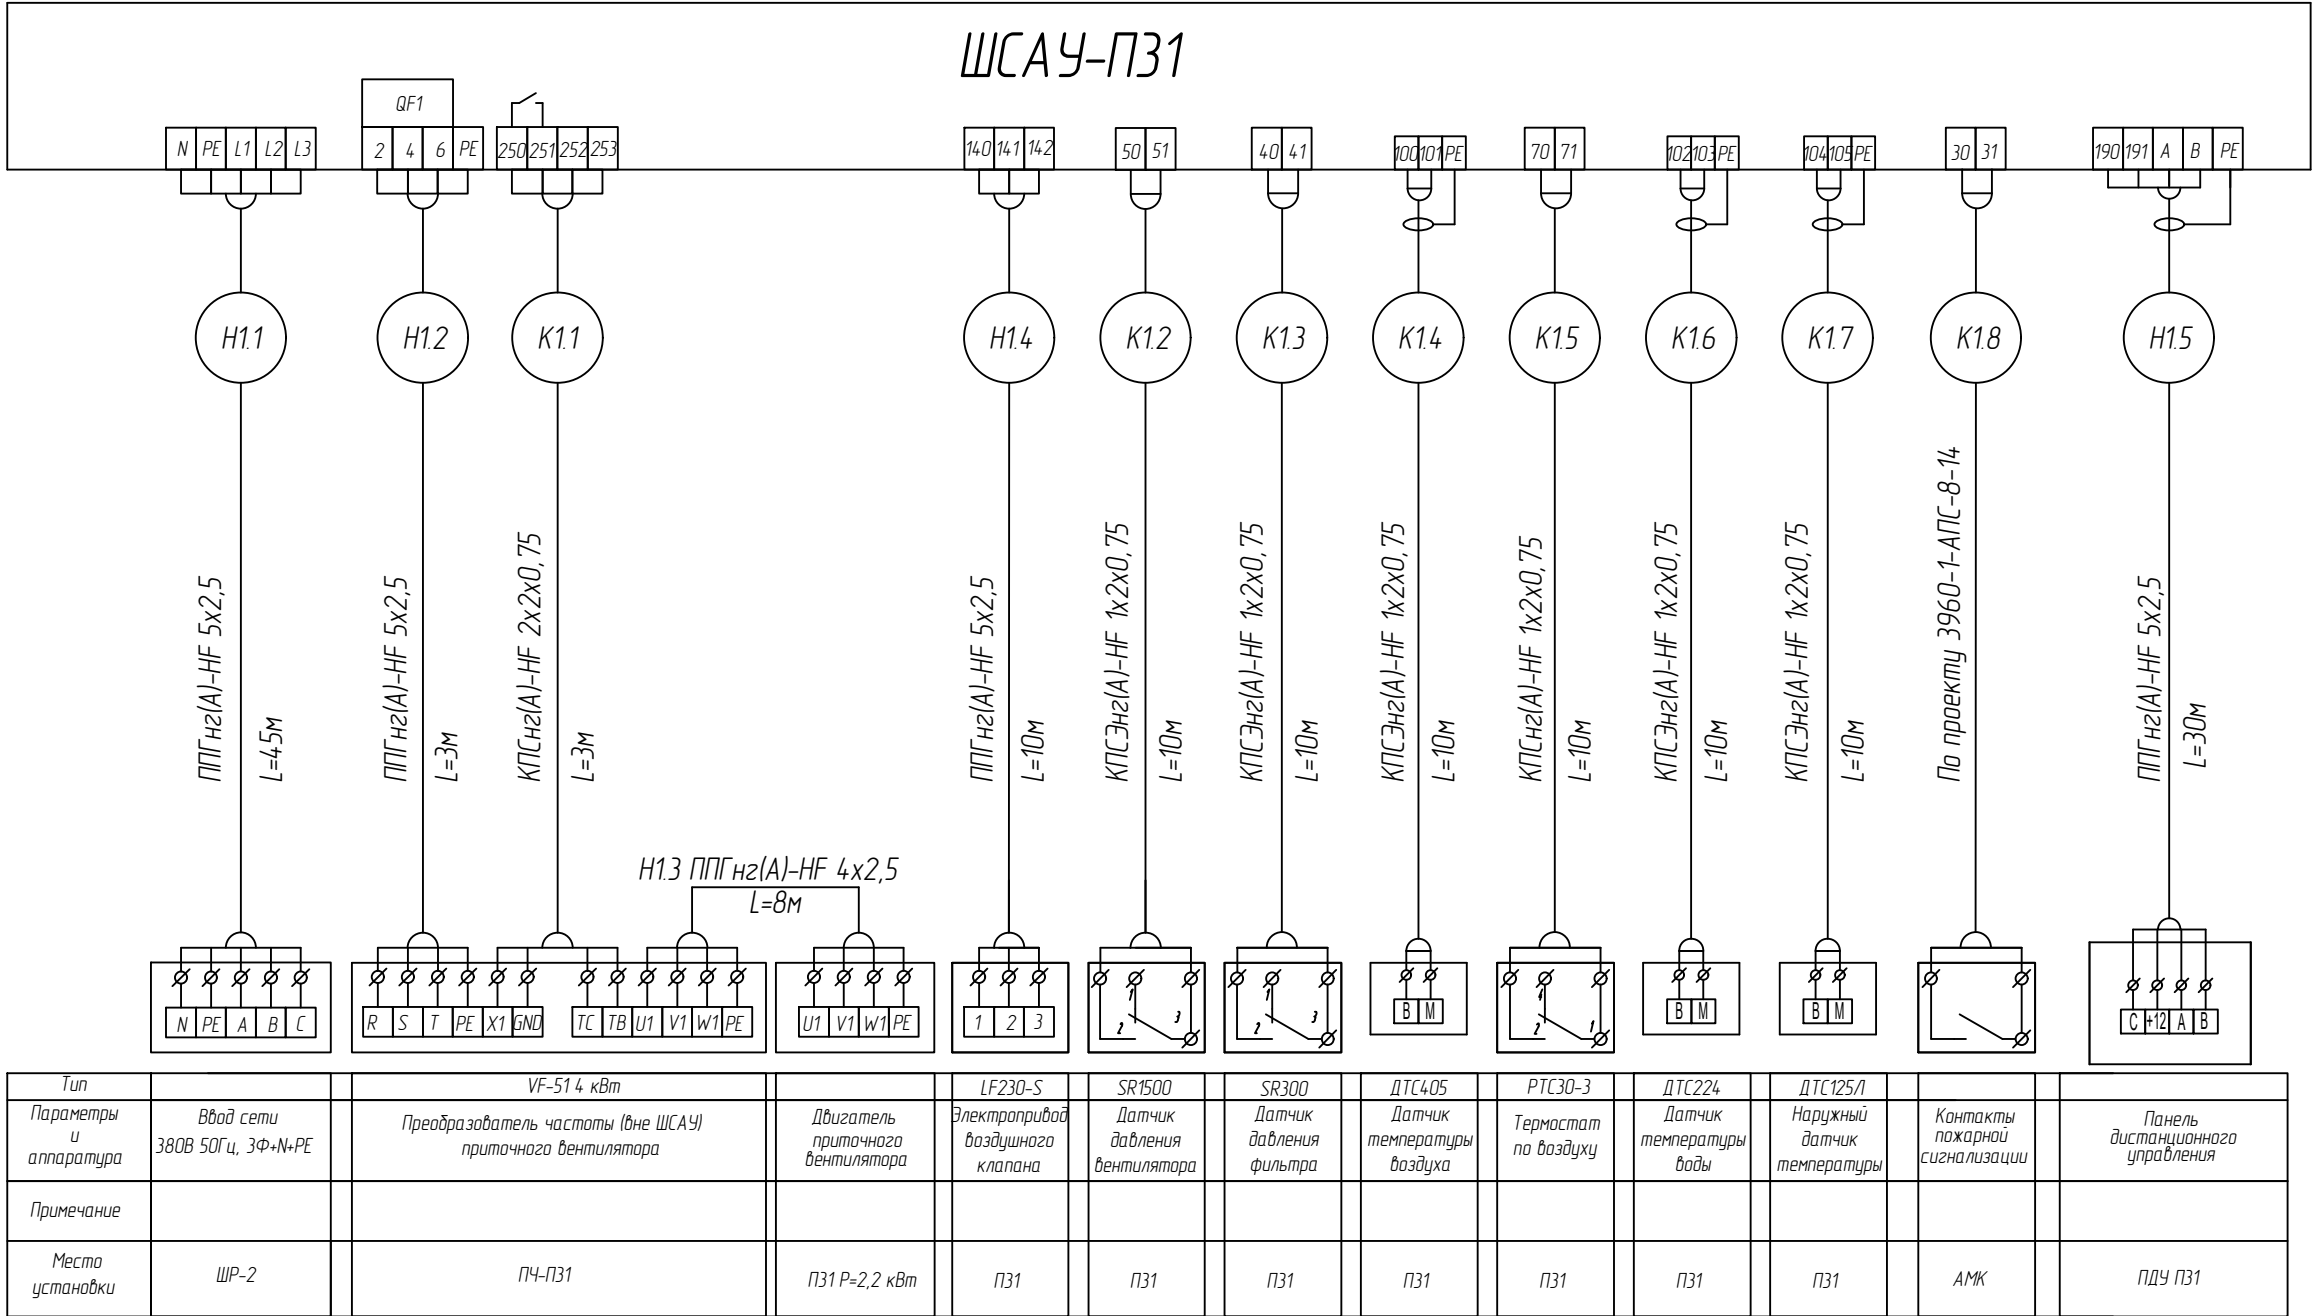 ШСАУ-П31
QF1
N PE L1 L2 L3
2 4 6 PE
250 251 252 253
140 141 142
50 51
40 41
100 101 PE
70 71
102 103 PE
104 105 PE
30 31
190 191 A B PE
Н1.1
Н1.2
К1.1
Н1.4
К1.2
К1.3
К1.4
К1.5
К1.6
К1.7
К1.8
Н1.5
ППГнг(А)-HF 5х2,5
L=45м
ППГнг(А)-HF 5х2,5
L=3м
КПСнг(А)-HF 2х2х0,75
L=3м
ППГнг(А)-HF 5х2,5
L=10м
КПСЭнг(А)-HF 1х2х0,75
L=10м
КПСЭнг(А)-HF 1х2х0,75
L=10м
КПСЭнг(А)-HF 1х2х0,75
L=10м
КПСнг(А)-HF 1х2х0,75
L=10м
КПСЭнг(А)-HF 1х2х0,75
L=10м
КПСЭнг(А)-HF 1х2х0,75
L=10м
По проекту 3960-1-АПС-8-14
ППГнг(А)-HF 5х2,5
L=30м
Н1.3 ППГнг(А)-HF 4х2,5
L=8м
N PE A B C
R S T PE X1 GND
TC TB U1 V1 W1 PE
U1 V1 W1 PE
1 2 3
1 2 3
1 2 3
В М
4 2 1
В М
В М
C +12 A B
Тип
VF-51 4 кВт
LF230-S
SR1500
SR300
ДТС405
РТС30-3
ДТС224
ДТС125Л
Параметры
и
аппаратура
Ввод сети
380В 50Гц, 3Ф+N+PE
Преобразователь частоты (вне ШСАУ)
приточного вентилятора
Двигатель
приточного
вентилятора
Электропривод
воздушного
клапана
Датчик
давления
вентилятора
Датчик
давления
фильтра
Датчик
температуры
воздуха
Термостат
по воздуху
Датчик
температуры
воды
Наружный
датчик
температуры
Контакты
пожарной
сигнализации
Панель
дистанционного
управления
Примечание
Место
установки
ШР-2
ПЧ-П31
П31 Р=2,2 кВт
П31
П31
П31
П31
П31
П31
П31
АМК
ПДУ П31